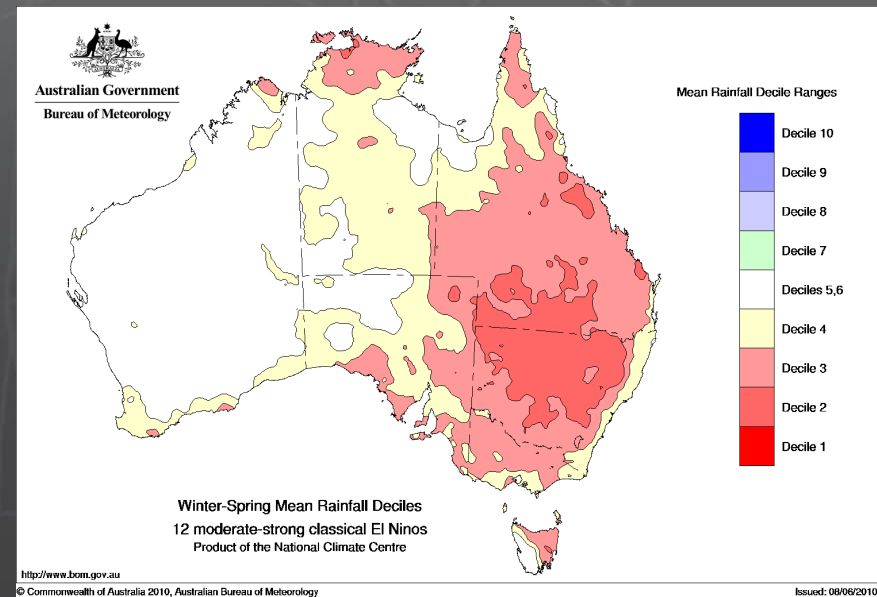 Australian Government
Bureau of Meteorology
Mean Rainfall Decile Ranges
Decile 10
Decile 9
Decile 8
Decile 7
Deciles 5,6
Decile 4
Decile 3
Decile 2
Decile 1
Winter-Spring Mean Rainfall Deciles
12 moderate-strong classical El Ninos
Product of the National Climate Centre
http://www.bom.gov.au
© Commonwealth of Australia 2010, Australian Bureau of Meteorology
Issued: 08/06/2010